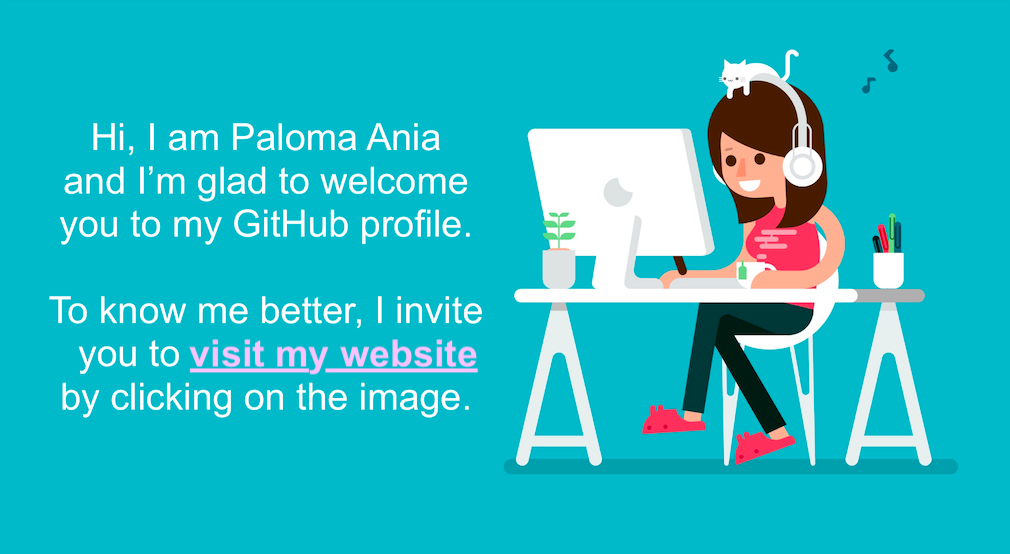 Hi, I am Paloma Ania
and I’m glad to welcome
you to my GitHub profile.
To know me better, I invite
you to visit my website
by clicking on the image.